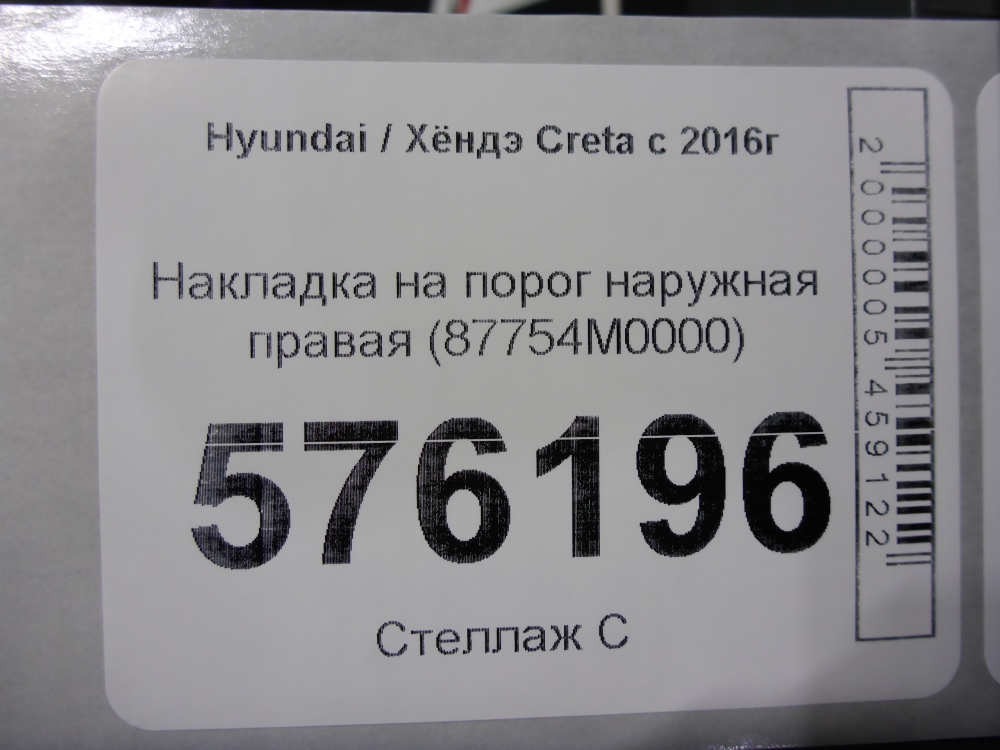 Hyundai / Хёндэ Creta с 2016г
Накладка на порог наружная
правая (87754M0000)
576196
Стеллаж С
2000005459122